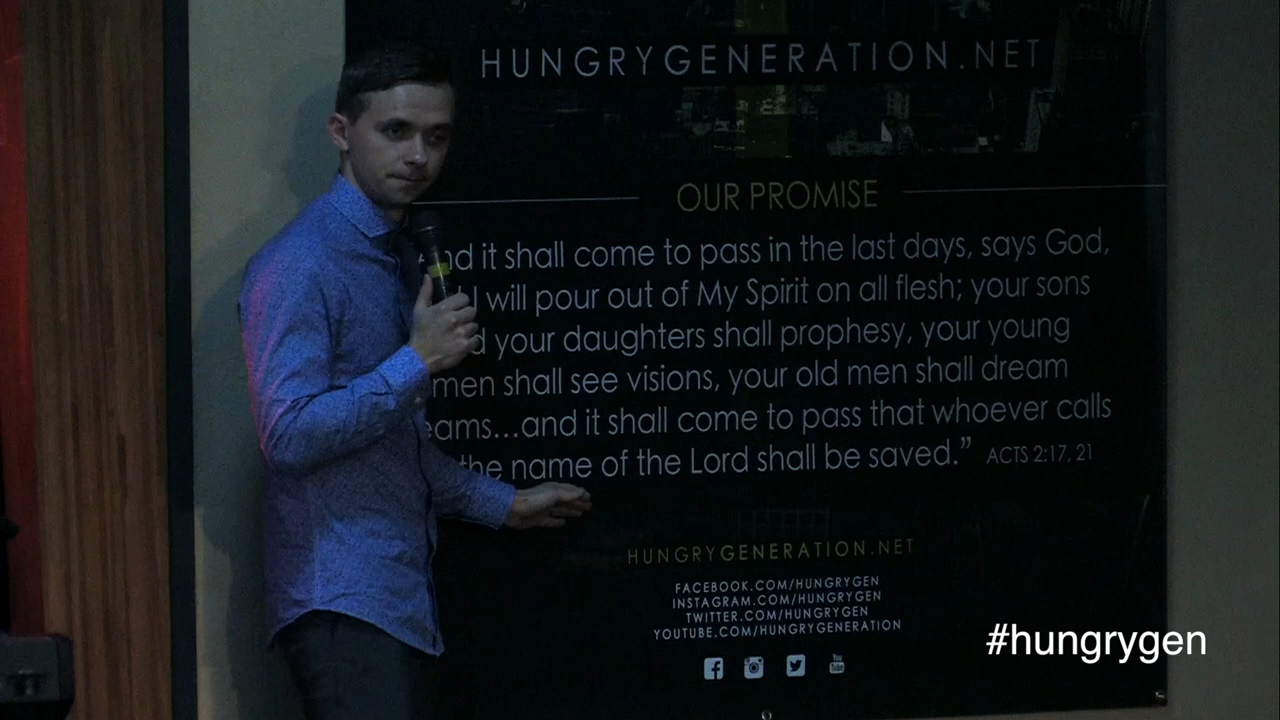 HUNGRYGENERATION.NET
OUR PROMISE
nd it shall come to pass in the last days, says God,
I will pour out of My Spirit on all flesh; your sons
d your daughters shall prophesy, your young
men shall see visions, your old men shall dream
eams...and it shall come to pass that whoever calls
the name of the Lord shall be saved.” ACTS 2:17, 21
HUNGRYGENERATION.NET
FACEBOOK.COM/HUNGRYGEN
INSTAGRAM.COM/HUNGRYGEN
TWITTER.COM/HUNGRYGEN
YOUTUBE.COM/HUNGRYGENERATION
#hungrygen